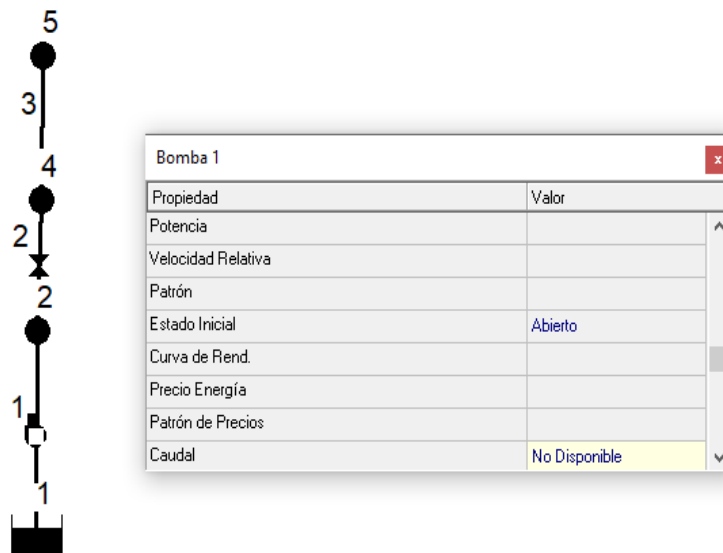 5
3
4
2
2
1
1
Bomba 1
x
Propiedad Valor
Potencia
Velocidad Relativa
Patrón
Estado Inicial Abierto
Curva de Rend.
Precio Energía
Patrón de Precios
Caudal No Disponible